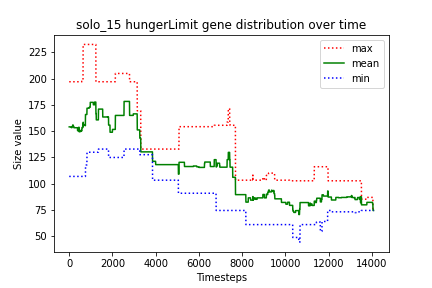 solo_15 hungerLimit gene distribution over time
max
mean
min
Size value
225
200
175
150
125
100
75
50
0
2000
4000
6000
8000
10000
12000
14000
Timesteps